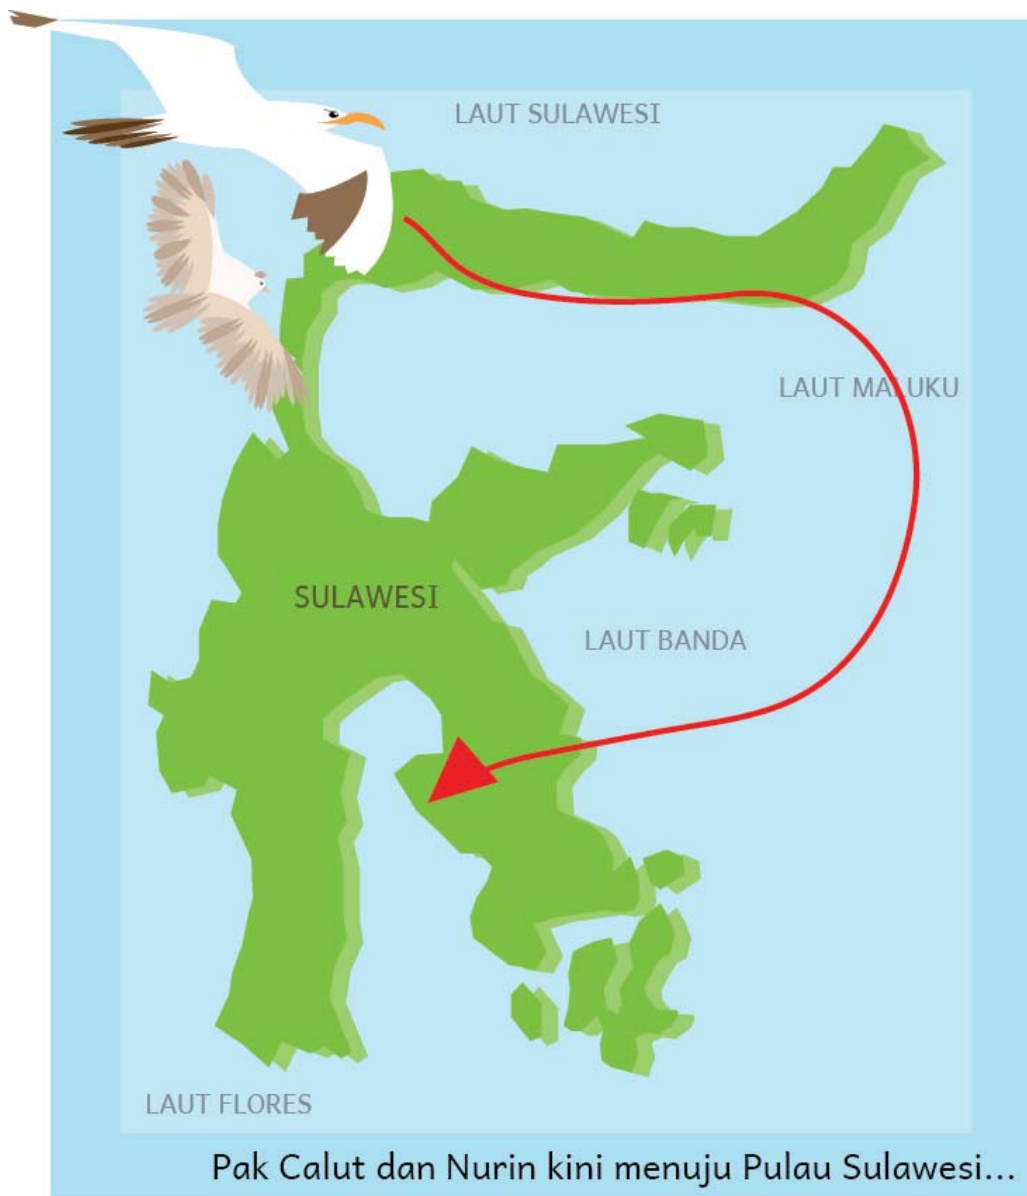 LAUT SULAWESI
LAUT MALUKU
SULAWESI
LAUT BANDA
LAUT FLORES
Pak Calut dan Nurin kini menuju Pulau Sulawesi...